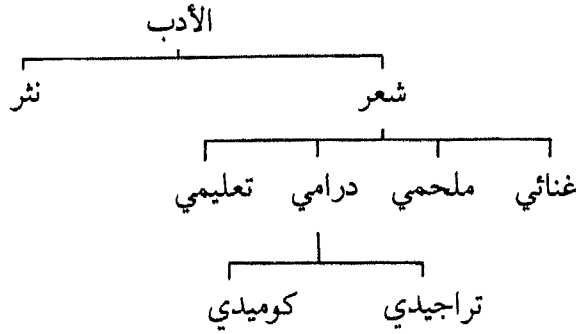 الأدب
شعر نثر
غنائي ملحمي درامي تعليمي
تراجيدي كوميدي